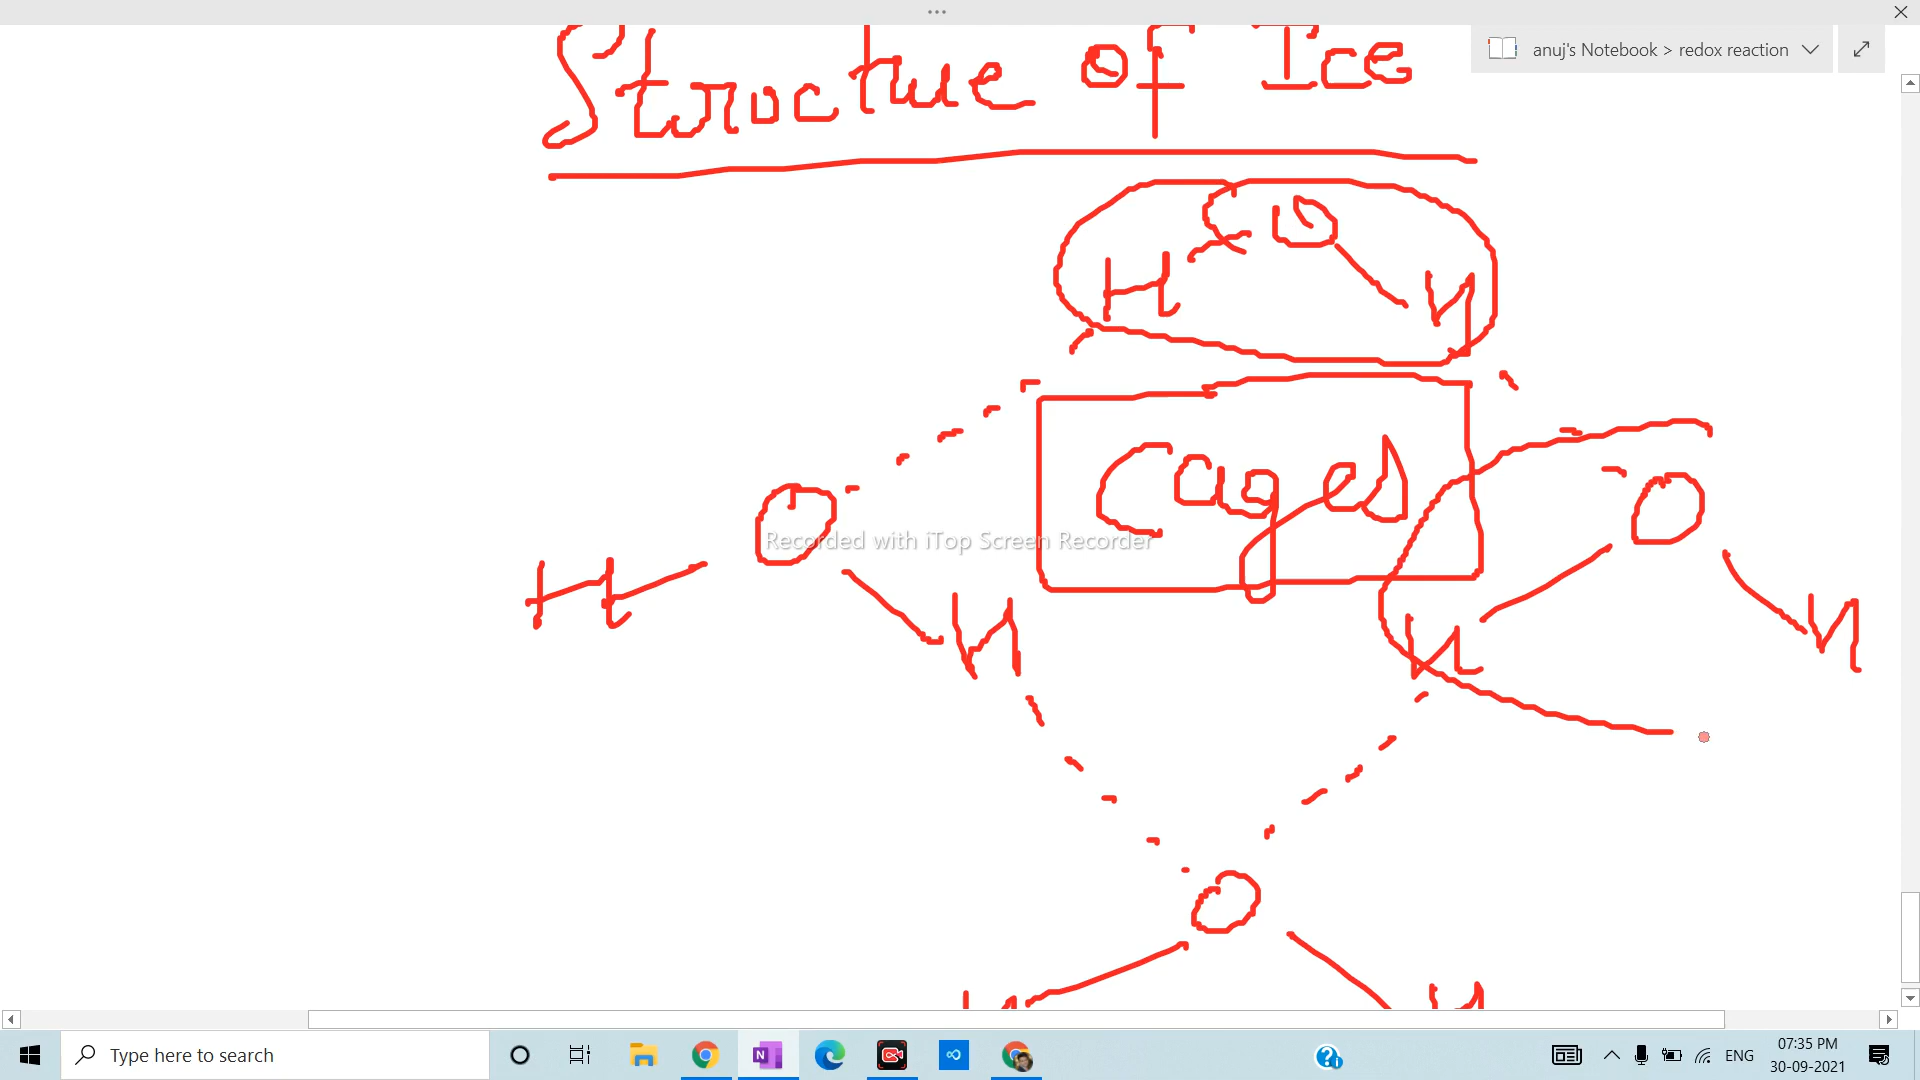 anuj's Notebook > redox reaction
Structue of Ice
O
H H
Caged
O O
Recorded with iTop Screen Recorder
H
H H H
O
H H
Type here to search
ENG
07:35 PM
30-09-2021